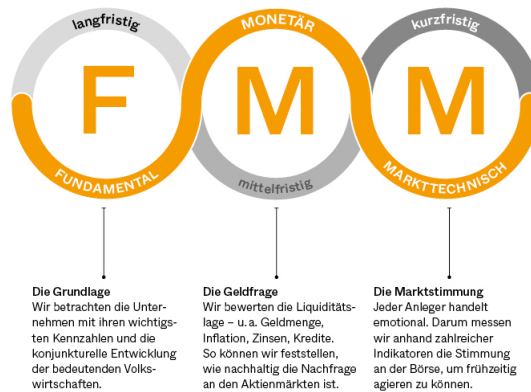 langfristig
F
FUNDAMENTAL
MONETÄR
M
mittelfristig
kurzfristig
M
MARKTTECHNISCH
Die Grundlage
Wir betrachten die Unter-
nehmen mit ihren wichtigs-
ten Kennzahlen und die
konjunkturelle Entwicklung
der bedeutenden Volks-
wirtschaften.
Die Geldfrage
Wir bewerten die Liquiditäts-
lage – u. a. Geldmenge,
Inflation, Zinsen, Kredite.
So können wir feststellen,
wie nachhaltig die Nachfrage
an den Aktienmärkten ist.
Die Marktstimmung
Jeder Anleger handelt
emotional. Darum messen
wir anhand zahlreicher
Indikatoren die Stimmung
an der Börse, um frühzeitig
agieren zu können.